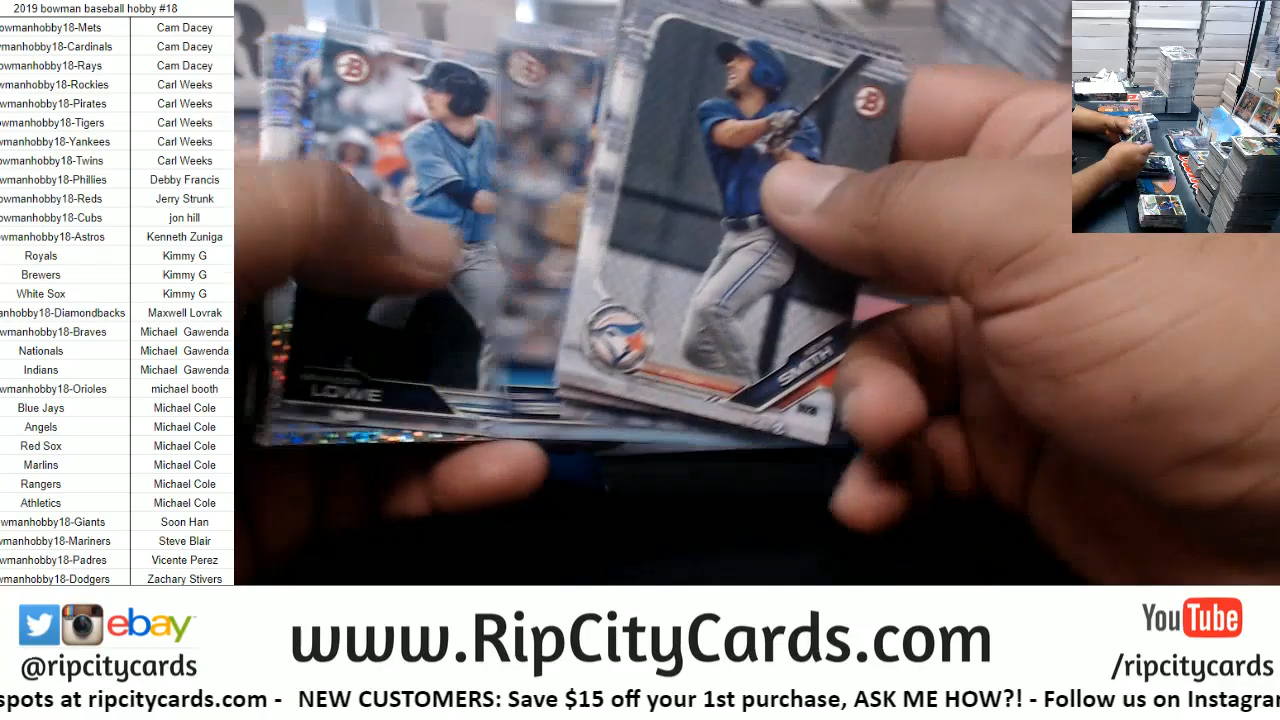 2019 bowman baseball hobby #18
owmanhobby18-Mets Cam Dacey
wmanhobby18-Cardinals Cam Dacey
owmanhobby18-Rays Cam Dacey
owmanhobby18-Rockies Carl Weeks
owmanhobby18-Pirates Carl Weeks
owmanhobby18-Tigers Carl Weeks
wmanhobby18-Yankees Carl Weeks
owmanhobby18-Twins Carl Weeks
wmanhobby18-Phillies Debby Francis
owmanhobby18-Reds Jerry Strunk
owmanhobby18-Cubs jon hill
owmanhobby18-Astros Kenneth Zuniga
Royals Kimmy G
Brewers Kimmy G
White Sox Kimmy G
anhobby18-Diamondbacks Maxwell Lovrak
wmanhobby18-Braves Michael Gawenda
Nationals Michael Gawenda
Indians Michael Gawenda
wmanhobby18-Orioles michael booth
Blue Jays Michael Cole
Angels Michael Cole
Red Sox Michael Cole
Marlins Michael Cole
Rangers Michael Cole
Athletics Michael Cole
wmanhobby18-Giants Soon Han
wmanhobby18-Mariners Steve Blair
wmanhobby18-Padres Vicente Perez
wmanhobby18-Dodgers Zachary Stivers
B
B
B
LOWE
SMITH
ebay
@ripcitycards
www.RipCityCards.com
YouTube
/ripcitycards
spots at ripcitycards.com - NEW CUSTOMERS: Save $15 off your 1st purchase, ASK ME HOW?! - Follow us on Instagra